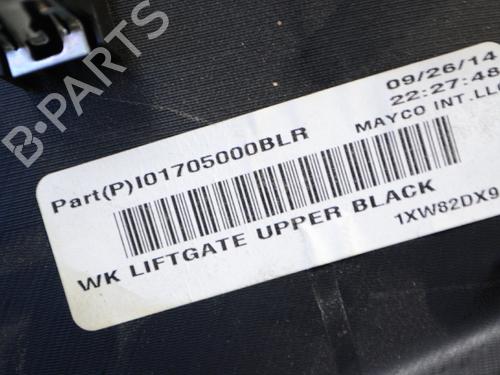 B-PARTS
09/26/14
22:27:48
MAYCO INT.LLC
Part(P)I01705000BLR
WK LIFTGATE UPPER BLACK
1XW82DX9